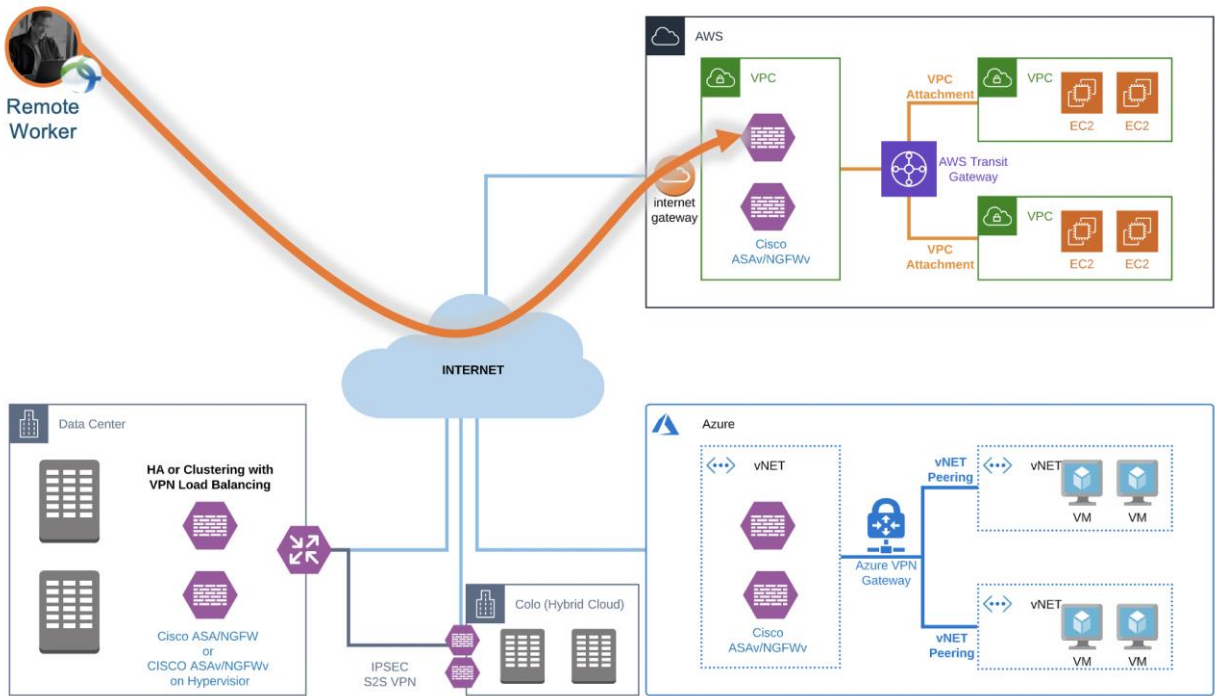 Remote
Worker
AWS
VPC
internet
gateway
Cisco
ASAv/NGFWv
VPC
Attachment
AWS Transit
Gateway
VPC
Attachment
VPC
EC2
EC2
VPC
EC2
EC2
INTERNET
Data Center
HA or Clustering with
VPN Load Balancing
Cisco ASA/NGFW
or
CISCO ASAv/NGFWv
on Hypervisior
IPSEC
S2S VPN
Colo (Hybrid Cloud)
Azure
vNET
Cisco
ASAv/NGFWv
Azure VPN
Gateway
vNET
Peering
vNET
Peering
vNET
VM
VM
vNET
VM
VM